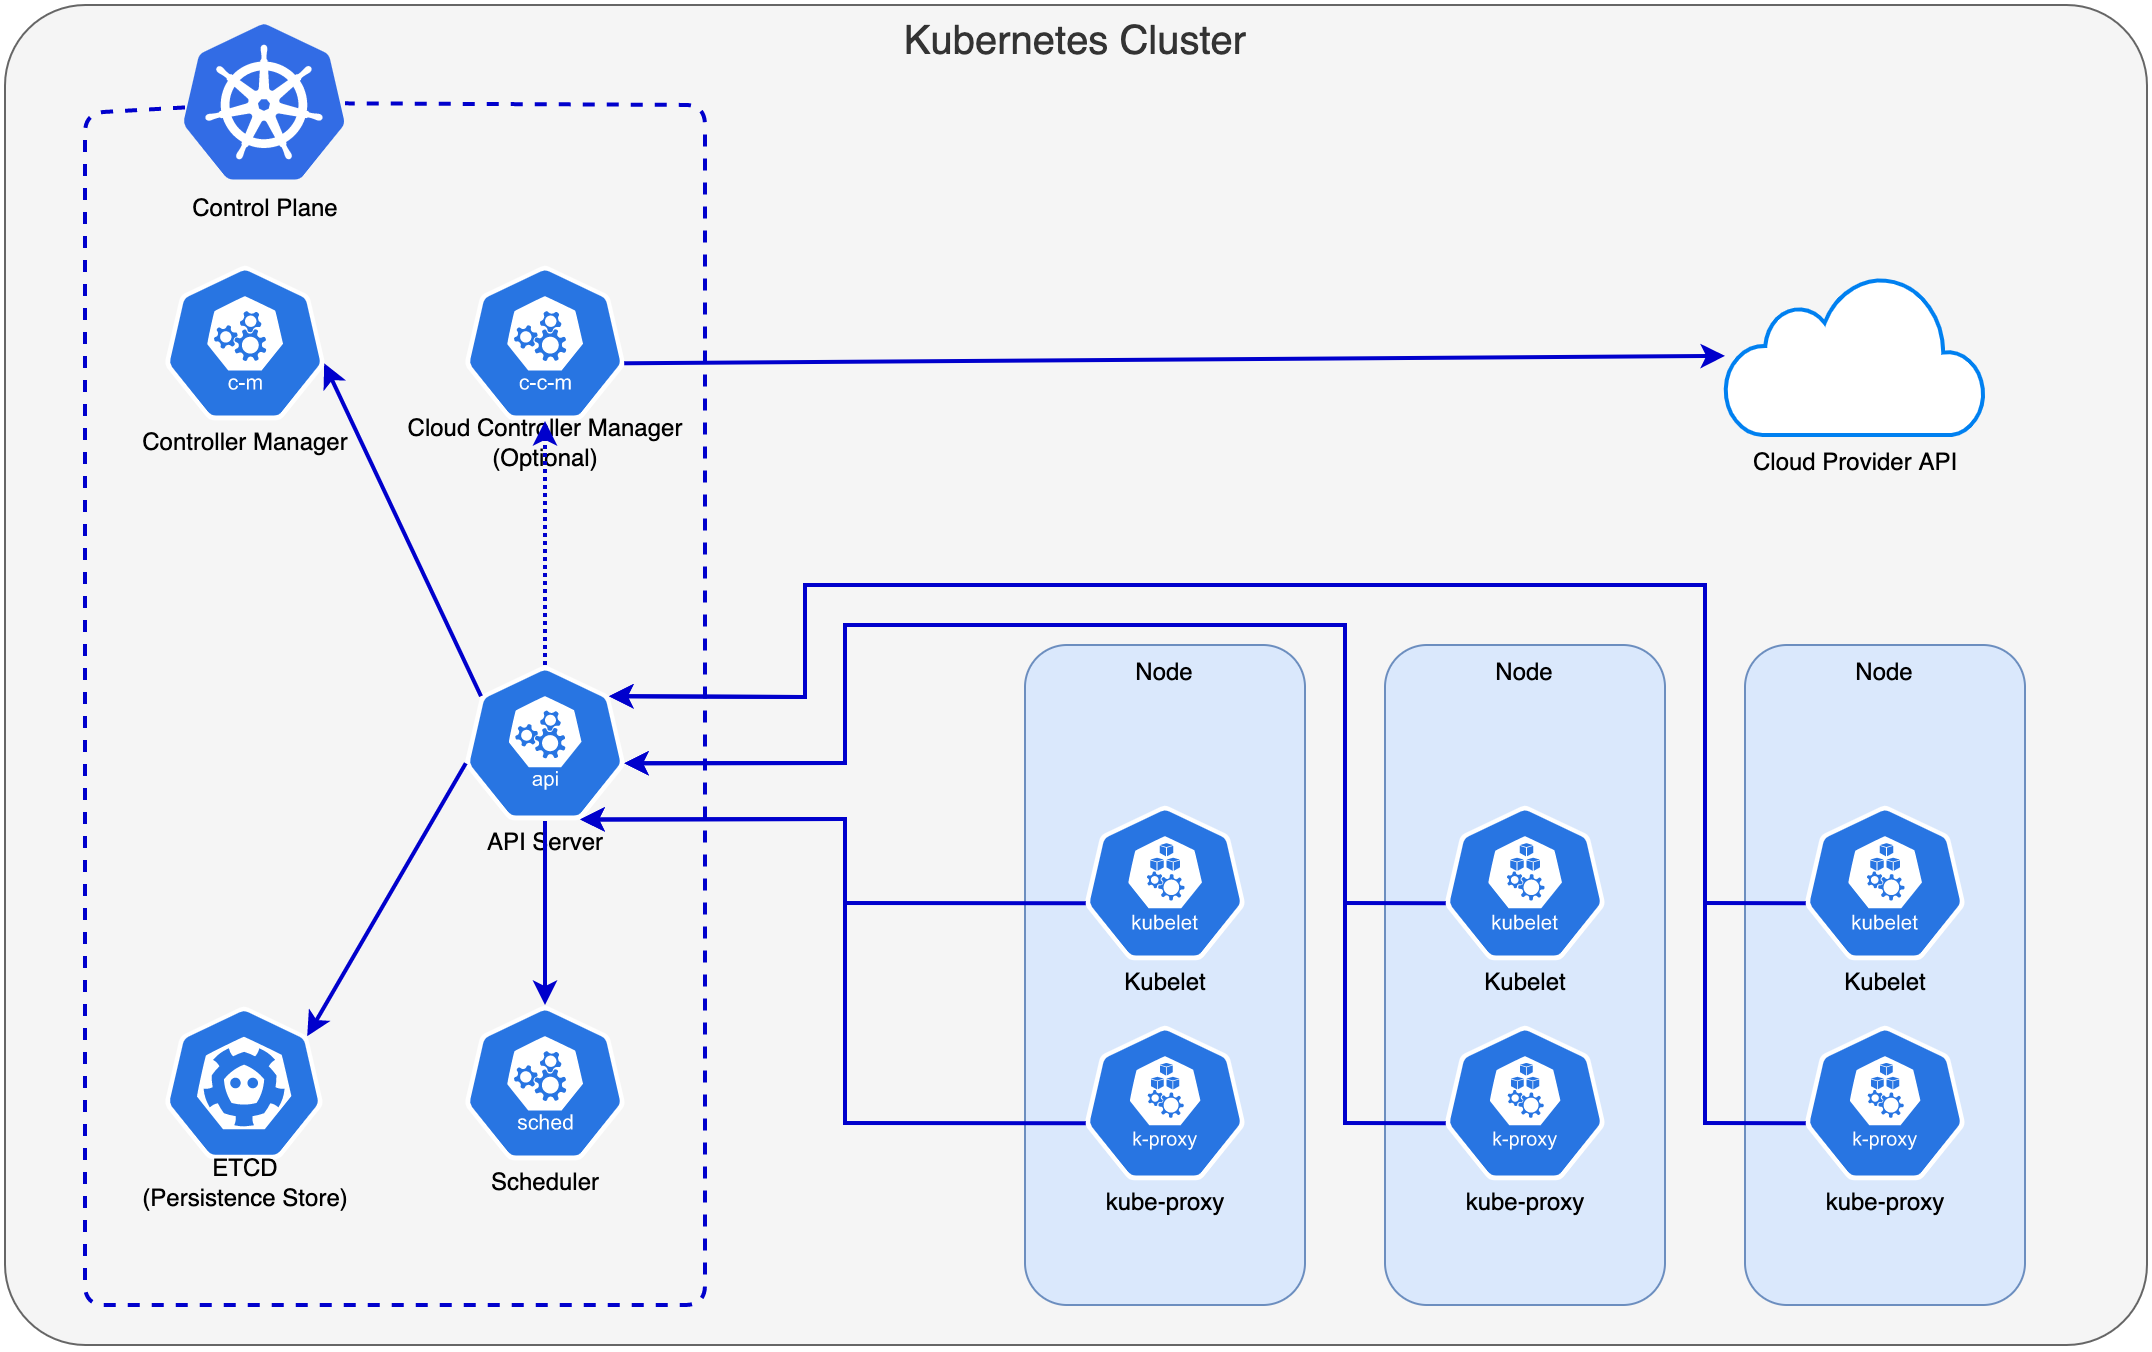 Kubernetes Cluster
Control Plane
c-m
Controller Manager
c-c-m
Cloud Controller Manager
(Optional)
Cloud Provider API
api
API Server
ETCD
(Persistence Store)
sched
Scheduler
Node
kubelet
Kubelet
k-proxy
kube-proxy
Node
kubelet
Kubelet
k-proxy
kube-proxy
Node
kubelet
Kubelet
k-proxy
kube-proxy